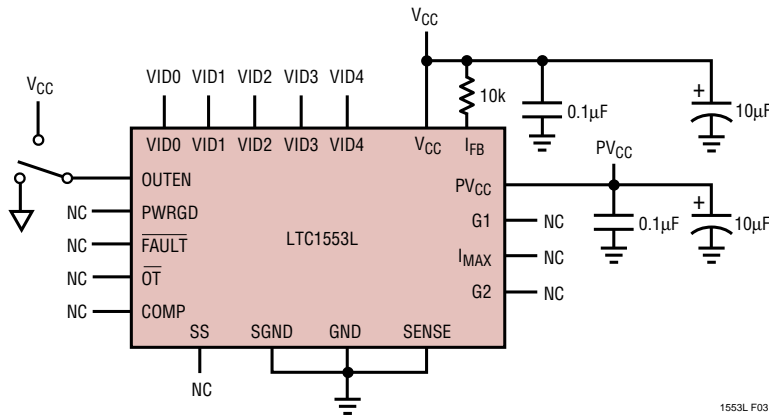 VCC
VCC
VID0 VID1 VID2 VID3 VID4
10k
0.1µF
+
10µF
VID0 VID1 VID2 VID3 VID4
VCC
IFB
PVCC
OUTEN
PVCC
+
NC
PWRGD
G1
NC
0.1µF
10µF
NC
FAULT
LTC1553L
IMAX
NC
NC
OT
G2
NC
NC
COMP
SS
SGND
GND
SENSE
NC
1553L F03